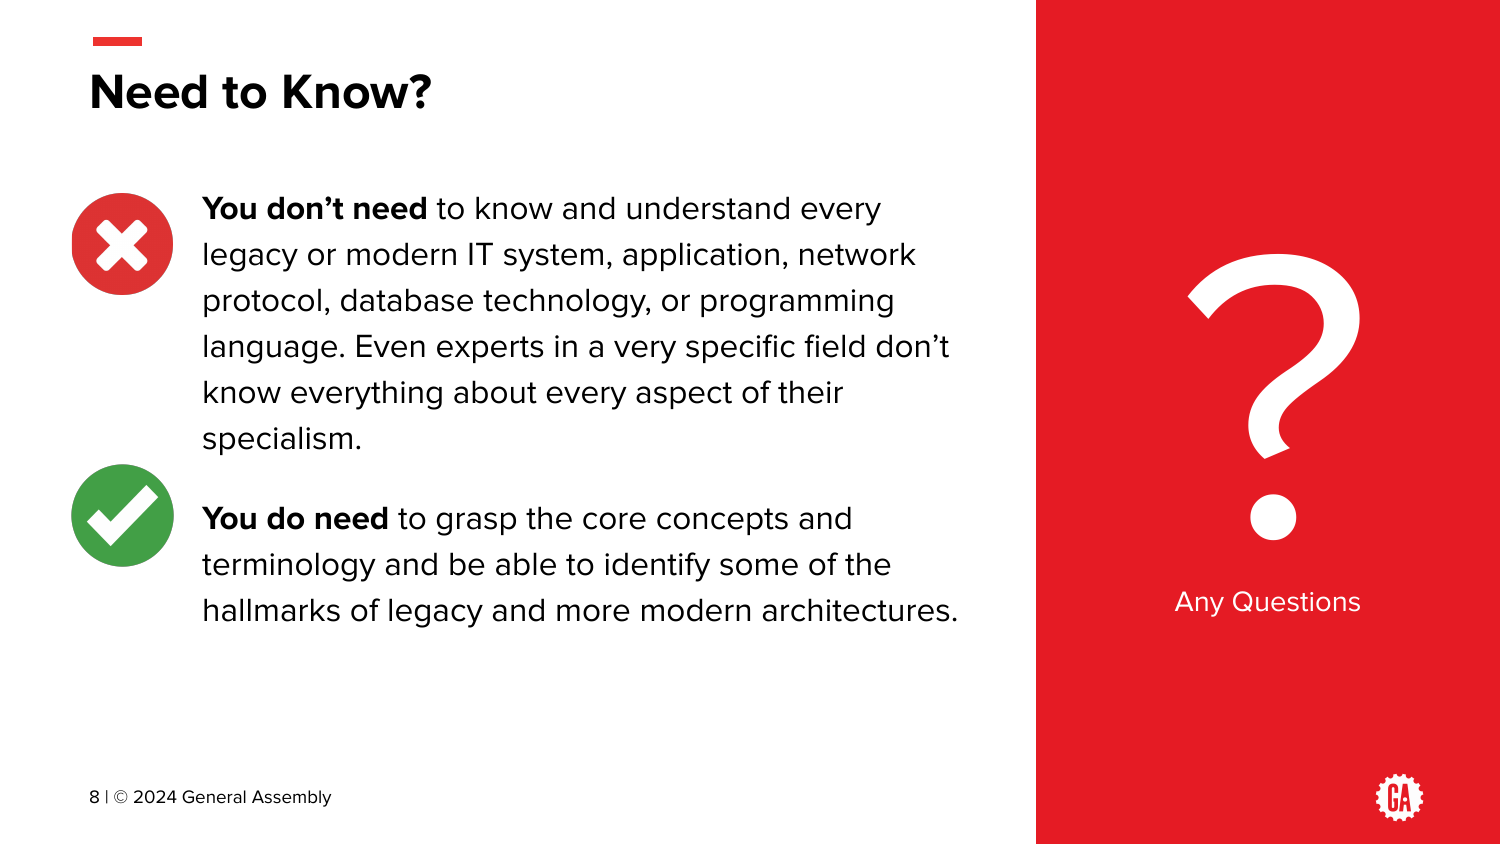 Need to Know?
You don’t need to know and understand every
legacy or modern IT system, application, network
protocol, database technology, or programming
language. Even experts in a very specific field don’t
know everything about every aspect of their
specialism.
You do need to grasp the core concepts and
terminology and be able to identify some of the
hallmarks of legacy and more modern architectures.
?
Any Questions
8 | © 2024 General Assembly
GA